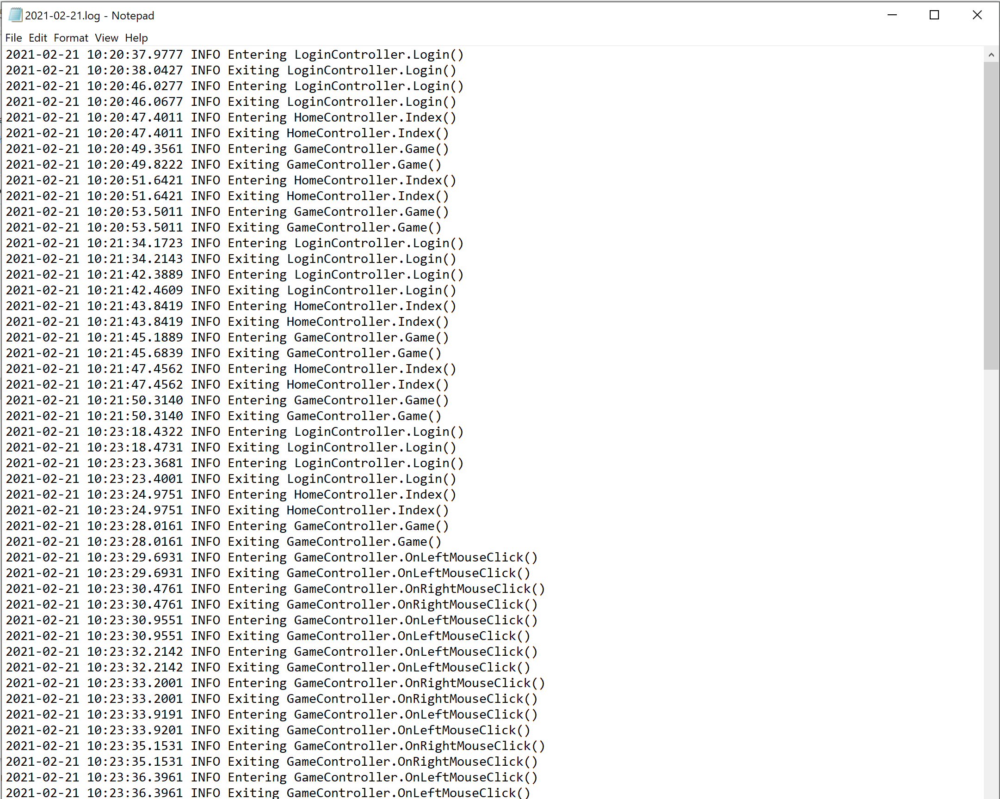 2021-02-21.log - Notepad
File Edit Format View Help
2021-02-21 10:20:37.9777 INFO Entering LoginController.Login()
2021-02-21 10:20:38.0427 INFO Exiting LoginController.Login()
2021-02-21 10:20:46.0277 INFO Entering LoginController.Login()
2021-02-21 10:20:46.0677 INFO Exiting LoginController.Login()
2021-02-21 10:20:47.4011 INFO Entering HomeController.Index()
2021-02-21 10:20:47.4011 INFO Exiting HomeController.Index()
2021-02-21 10:20:49.3561 INFO Entering GameController.Game()
2021-02-21 10:20:49.8222 INFO Exiting GameController.Game()
2021-02-21 10:20:51.6421 INFO Entering HomeController.Index()
2021-02-21 10:20:51.6421 INFO Exiting HomeController.Index()
2021-02-21 10:20:53.5011 INFO Entering GameController.Game()
2021-02-21 10:20:53.5011 INFO Exiting GameController.Game()
2021-02-21 10:21:34.1723 INFO Entering LoginController.Login()
2021-02-21 10:21:34.2143 INFO Exiting LoginController.Login()
2021-02-21 10:21:42.3889 INFO Entering LoginController.Login()
2021-02-21 10:21:42.4609 INFO Exiting LoginController.Login()
2021-02-21 10:21:43.8419 INFO Entering HomeController.Index()
2021-02-21 10:21:43.8419 INFO Exiting HomeController.Index()
2021-02-21 10:21:45.1889 INFO Entering GameController.Game()
2021-02-21 10:21:45.6839 INFO Exiting GameController.Game()
2021-02-21 10:21:47.4562 INFO Entering HomeController.Index()
2021-02-21 10:21:47.4562 INFO Exiting HomeController.Index()
2021-02-21 10:21:50.3140 INFO Entering GameController.Game()
2021-02-21 10:21:50.3140 INFO Exiting GameController.Game()
2021-02-21 10:23:18.4322 INFO Entering LoginController.Login()
2021-02-21 10:23:18.4731 INFO Exiting LoginController.Login()
2021-02-21 10:23:23.3681 INFO Entering LoginController.Login()
2021-02-21 10:23:23.4001 INFO Exiting LoginController.Login()
2021-02-21 10:23:24.9751 INFO Entering HomeController.Index()
2021-02-21 10:23:24.9751 INFO Exiting HomeController.Index()
2021-02-21 10:23:28.0161 INFO Entering GameController.Game()
2021-02-21 10:23:28.0161 INFO Exiting GameController.Game()
2021-02-21 10:23:29.6931 INFO Entering GameController.OnLeftMouseClick()
2021-02-21 10:23:29.6931 INFO Exiting GameController.OnLeftMouseClick()
2021-02-21 10:23:30.4761 INFO Entering GameController.OnRightMouseClick()
2021-02-21 10:23:30.4761 INFO Exiting GameController.OnRightMouseClick()
2021-02-21 10:23:30.9551 INFO Entering GameController.OnLeftMouseClick()
2021-02-21 10:23:30.9551 INFO Exiting GameController.OnLeftMouseClick()
2021-02-21 10:23:32.2142 INFO Entering GameController.OnLeftMouseClick()
2021-02-21 10:23:32.2142 INFO Exiting GameController.OnLeftMouseClick()
2021-02-21 10:23:33.2001 INFO Entering GameController.OnRightMouseClick()
2021-02-21 10:23:33.2001 INFO Exiting GameController.OnRightMouseClick()
2021-02-21 10:23:33.9191 INFO Entering GameController.OnLeftMouseClick()
2021-02-21 10:23:33.9201 INFO Exiting GameController.OnLeftMouseClick()
2021-02-21 10:23:35.1531 INFO Entering GameController.OnRightMouseClick()
2021-02-21 10:23:35.1531 INFO Exiting GameController.OnRightMouseClick()
2021-02-21 10:23:36.3961 INFO Entering GameController.OnLeftMouseClick()
2021-02-21 10:23:36.3961 INFO Exiting GameController.OnLeftMouseClick()